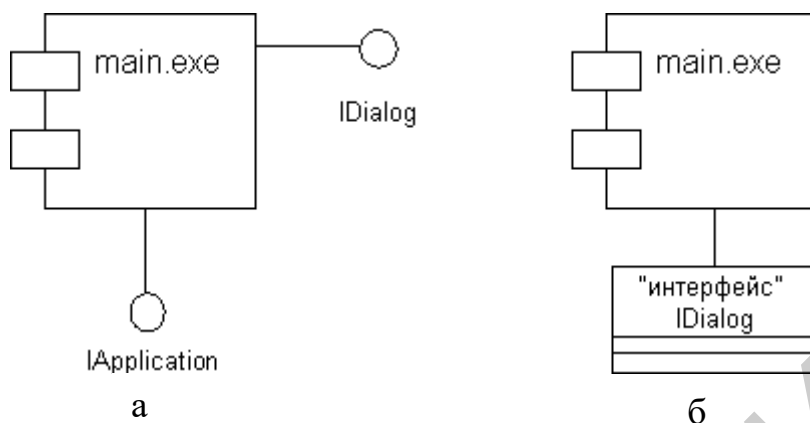 main.exe
IDialog
IApplication
а
main.exe
"интерфейс"
IDialog
б